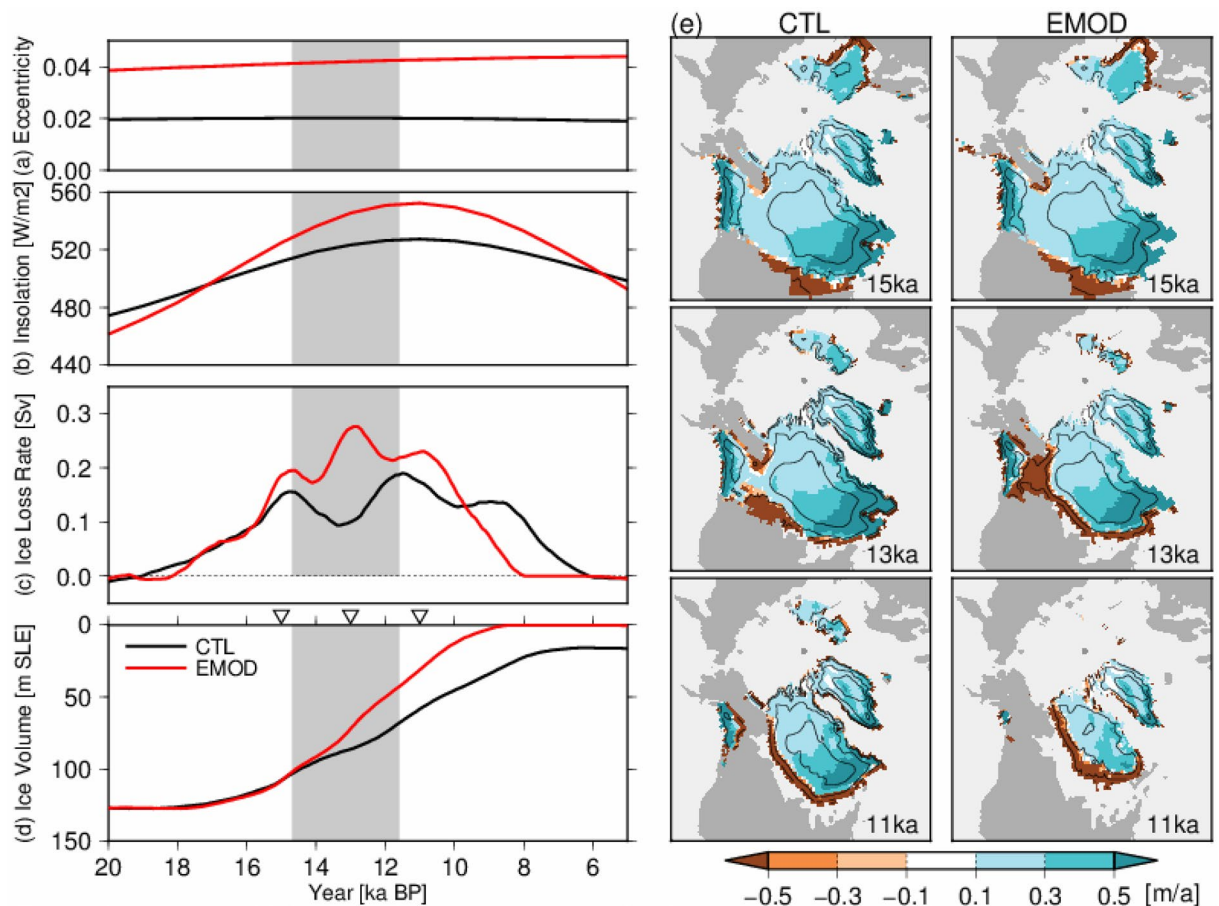 (a) Eccentricity
0.04
0.02
0.00
(b) Insolation [W/m2]
560
520
480
440
(c) Ice Loss Rate [Sv]
0.3
0.2
0.1
0.0
(d) Ice Volume [m SLE]
0
50
100
150
CTL
EMOD
20 18 16 14 12 10 8 6
Year [ka BP]
(e) CTL EMOD
15ka 15ka
13ka 13ka
11ka 11ka
−0.5 −0.3 −0.1 0.1 0.3 0.5 [m/a]